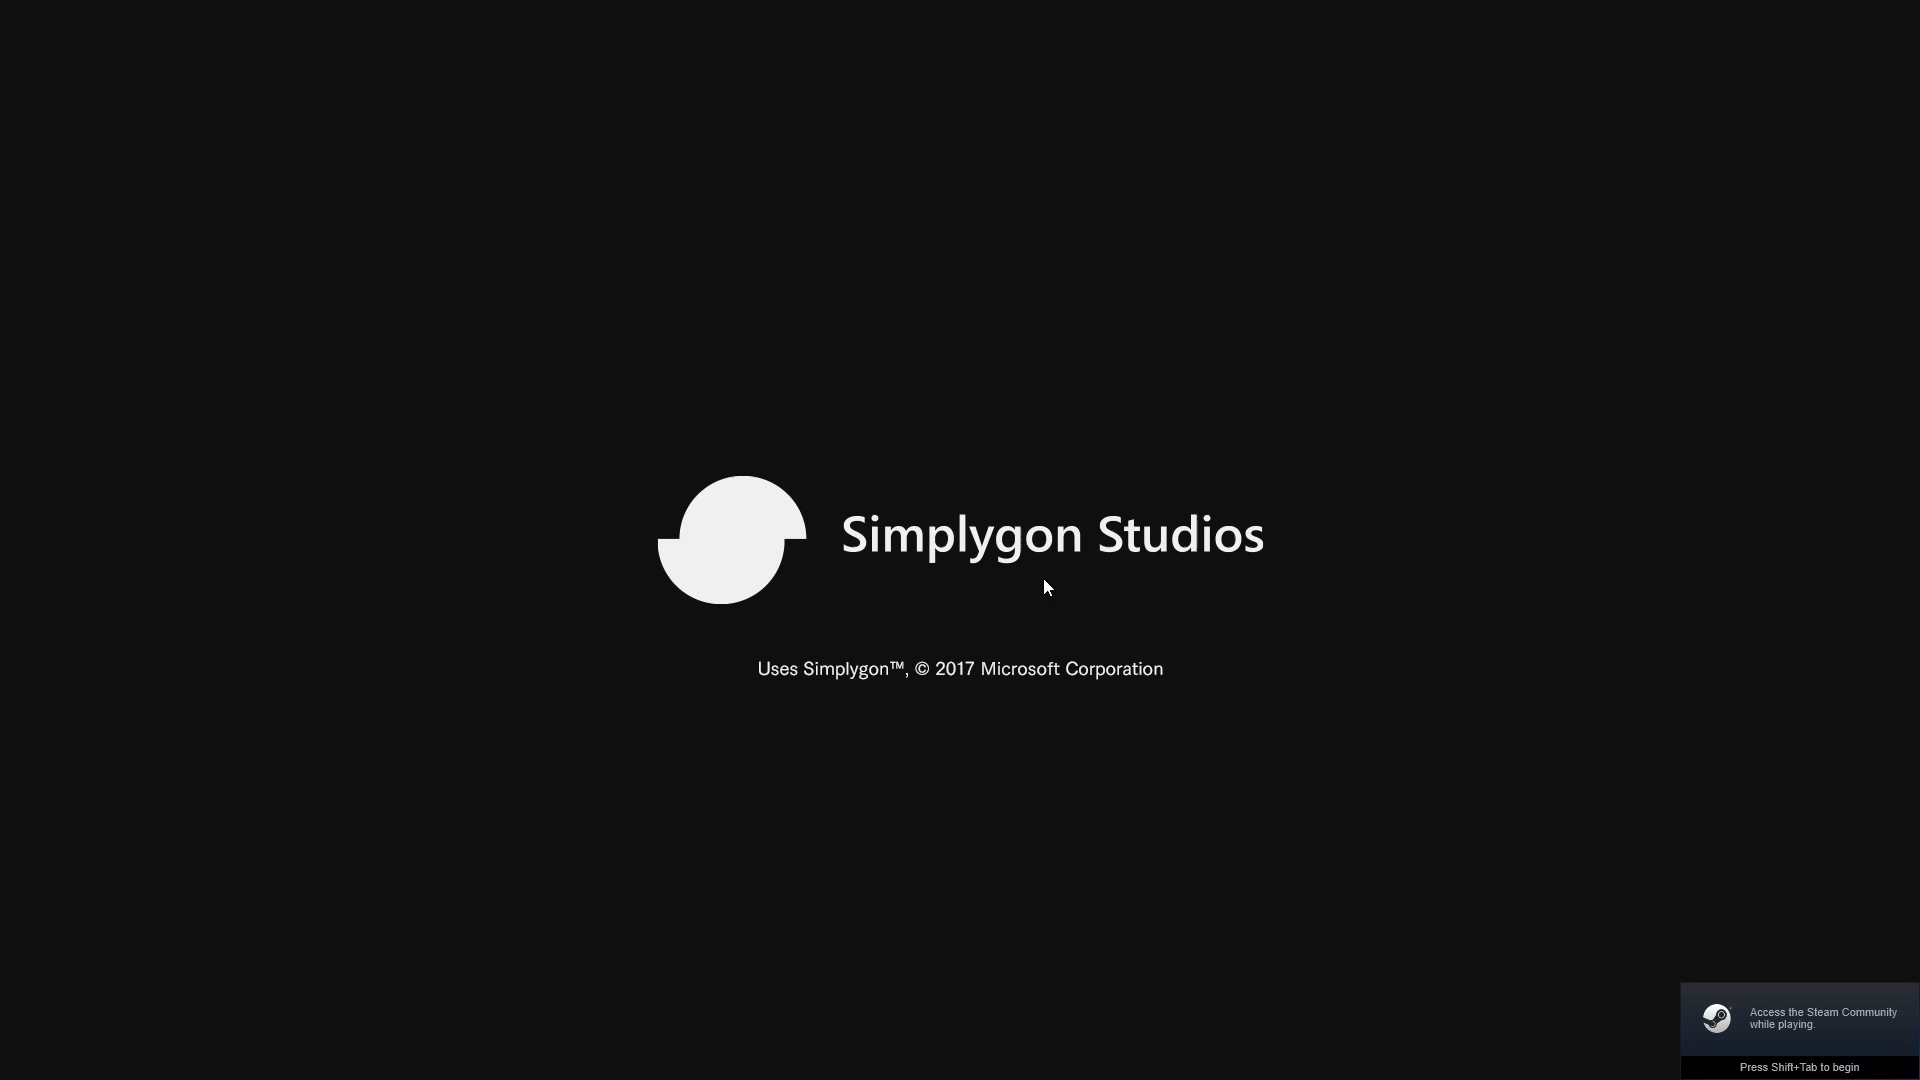 Simplygon Studios
Uses Simplygon™, © 2017 Microsoft Corporation
Access the Steam Community
while playing.
Press Shift+Tab to begin